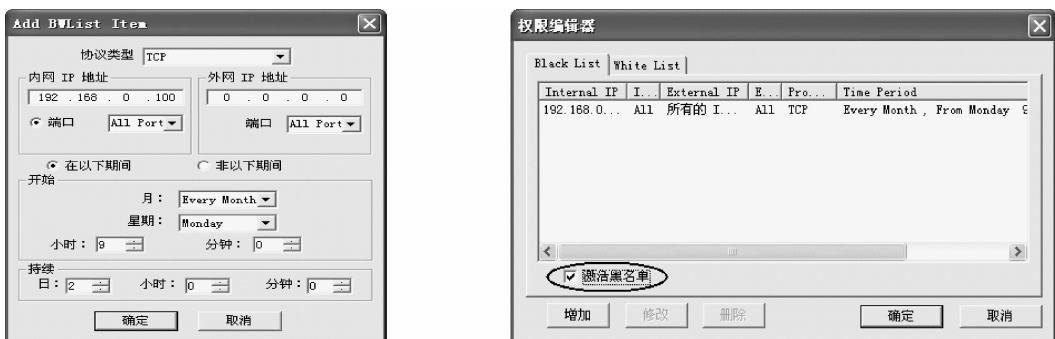 Add BWList Item
协议类型 TCP
内网 IP 地址
192 . 168 . 0 . 100
端口 All Port
外网 IP 地址
0 . 0 . 0 . 0
端口 All Port
在以下期间 非以下期间
开始
月： Every Month
星期： Monday
小时： 9 分钟： 0
持续
日： 2 小时： 0 分钟： 0
确定 取消
权限编辑器
Black List White List
Internal IP I... External IP E... Pro... Time Period
192.168.0... All 所有的 I... All TCP Every Month , From Monday 9
激活黑名单
增加 修改 删除 确定 取消